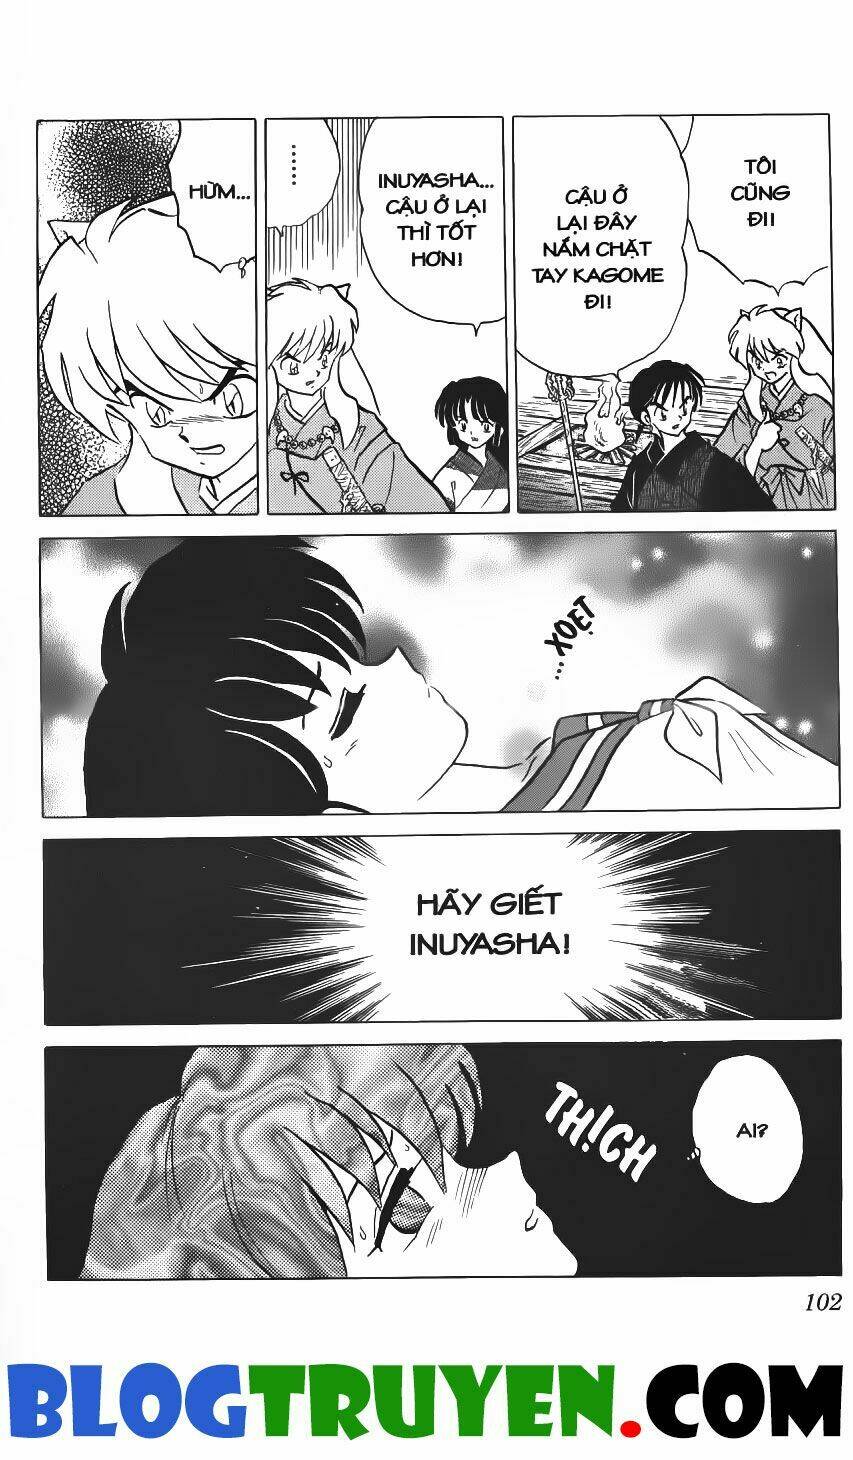 TÔI
CŨNG
ĐI!
CẬU Ở
LẠI ĐÂY
NẮM CHẶT
TAY KAGOME
ĐI!
INUYASHA...
CẬU Ở LẠI
THÌ TỐT
HƠN!
......
HỪM...
XOẸT
...
HÃY GIẾT
INUYASHA!
AI?
THỊCH
102
BLOGTRUYEN.COM